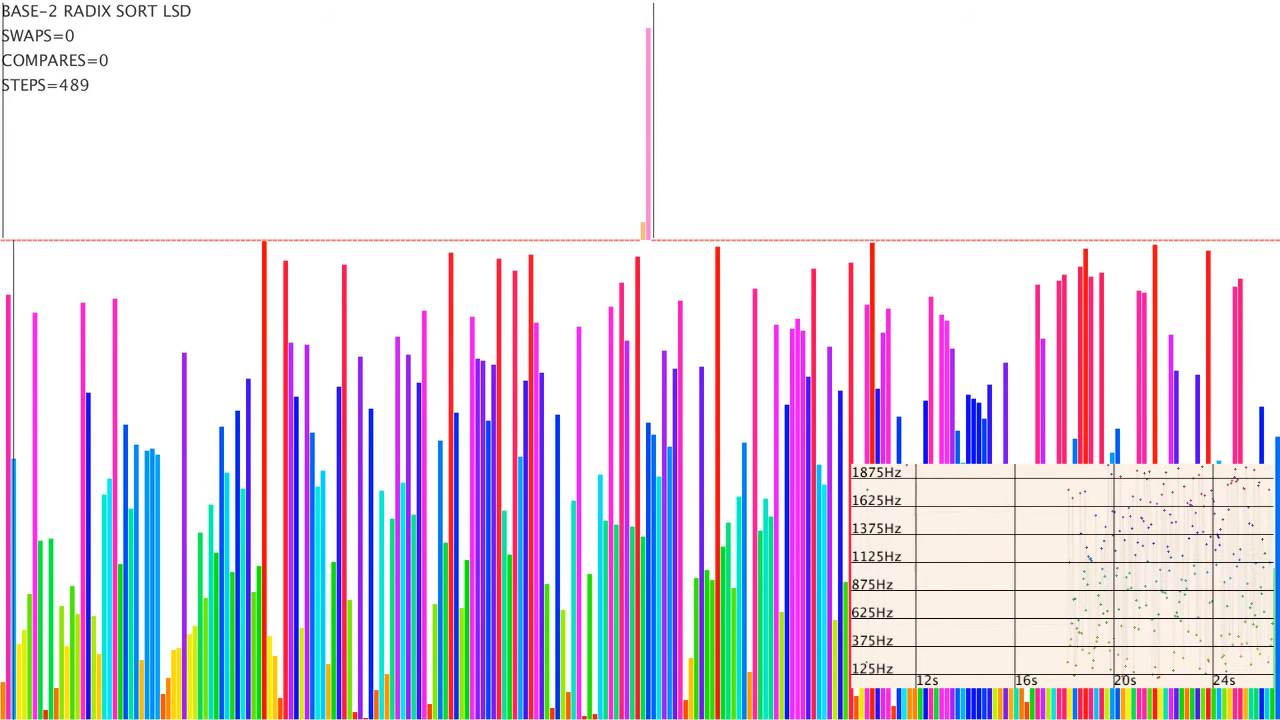 BASE-2 RADIX SORT LSD
SWAPS=0
COMPARES=0
STEPS=489
1875Hz
1625Hz
1375Hz
1125Hz
875Hz
625Hz
375Hz
125Hz
12s 16s 20s 24s